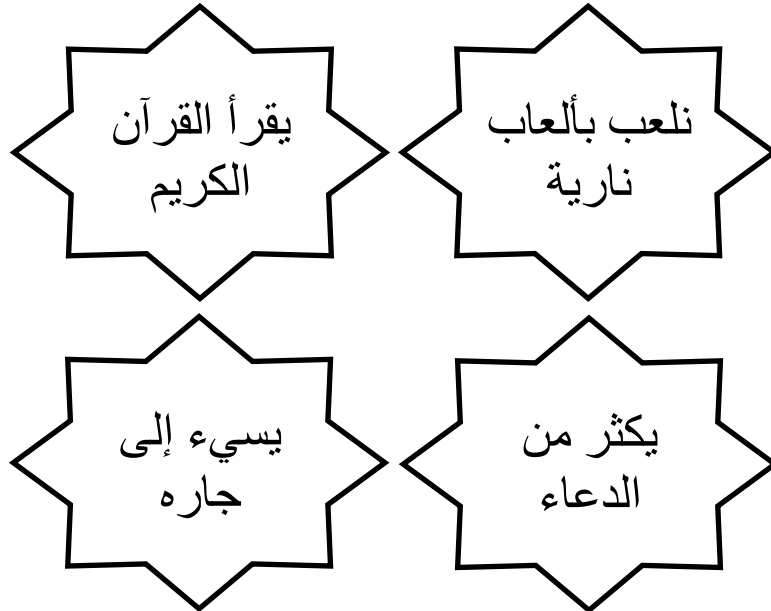 نلعب بألعاب
نارية
يقرأ القرآن
الكريم
يكثر من
الدعاء
يسيء إلى
جاره